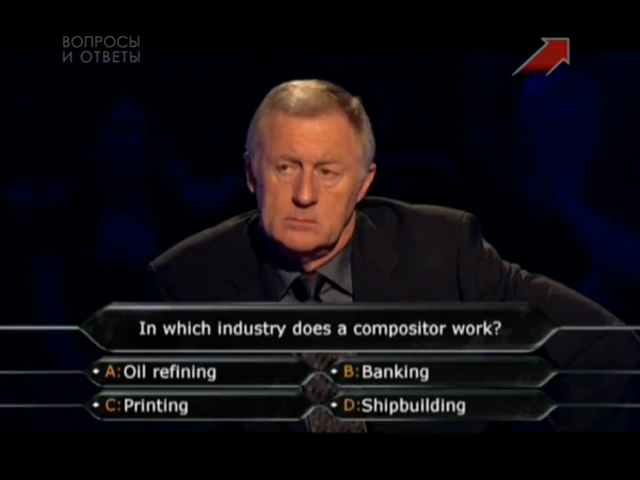 ВОПРОСЫ
И ОТВЕТЫ
In which industry does a compositor work?
A: Oil refining
B: Banking
C: Printing
D: Shipbuilding